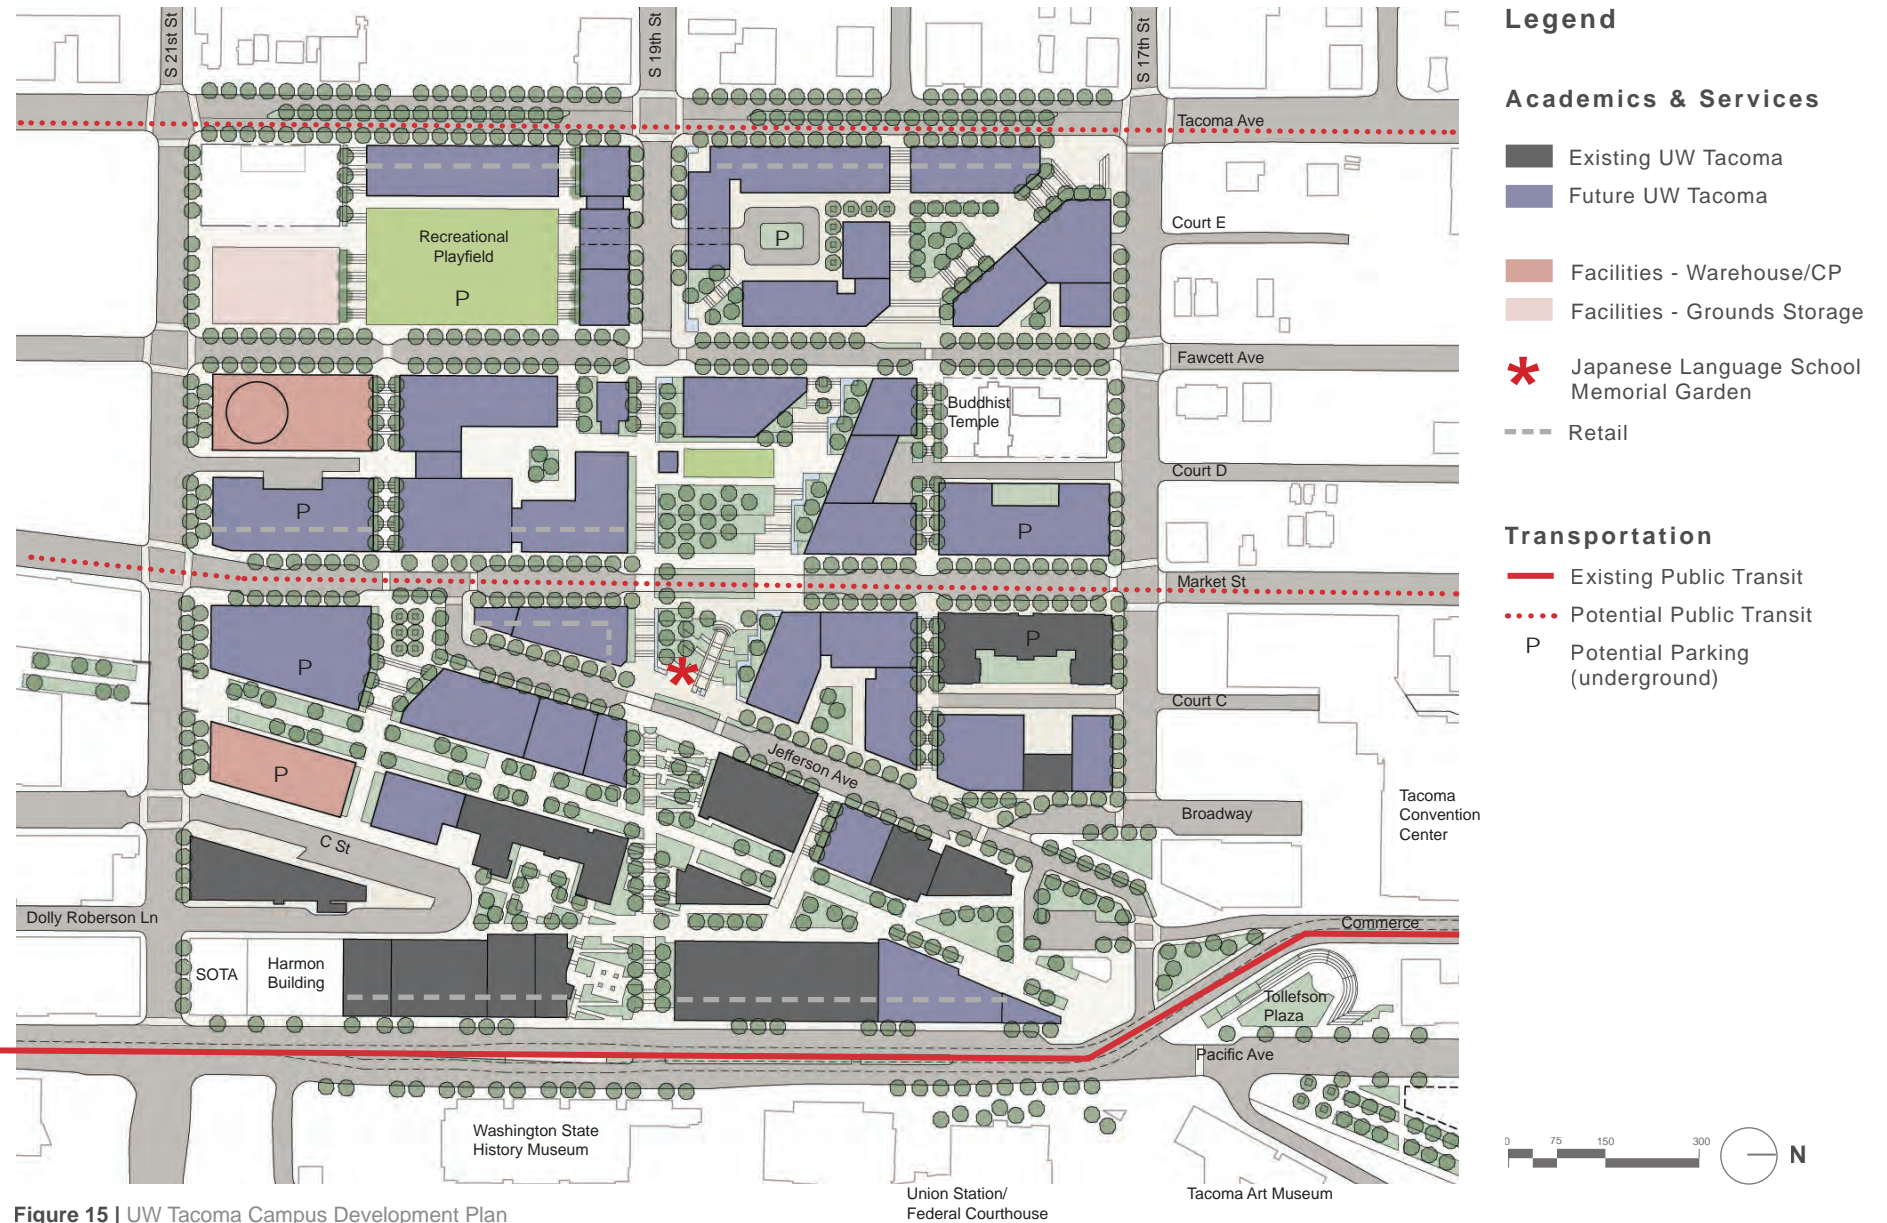 S 21st St
S 19th St
S 17th St
Tacoma Ave
Court E
P
Recreational
Playfield
P
Fawcett Ave
Buddhist
Temple
Court D
P
P
Market St
P
P
Court C
Jefferson Ave
P
Tacoma
Convention
Center
Broadway
C St
Dolly Roberson Ln
Commerce
SOTA
Harmon
Building
Tollefson
Plaza
Pacific Ave
Washington State
History Museum
Union Station/
Federal Courthouse
Tacoma Art Museum
Legend
Academics & Services
Existing UW Tacoma
Future UW Tacoma
Facilities - Warehouse/CP
Facilities - Grounds Storage
* Japanese Language School
Memorial Garden
Retail
Transportation
Existing Public Transit
Potential Public Transit
P Potential Parking
(underground)
0 75 150 300
N
Figure 15 | UW Tacoma Campus Development Plan